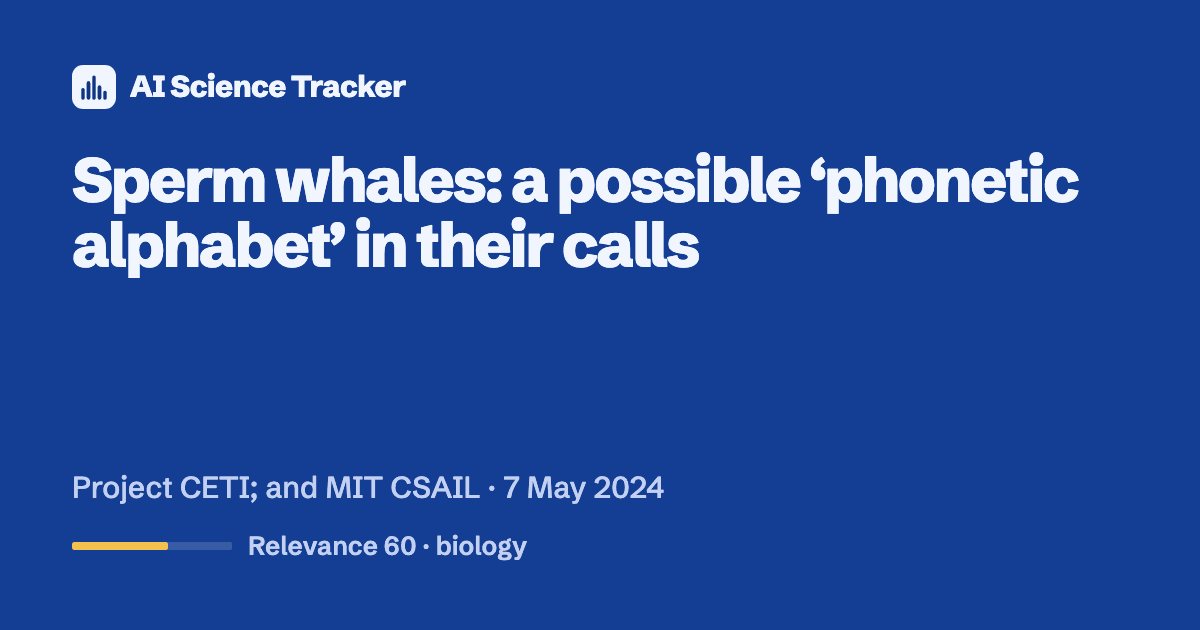 AI Science Tracker
Sperm whales: a possible ‘phonetic
alphabet’ in their calls
Project CETI; and MIT CSAIL · 7 May 2024
Relevance 60 · biology